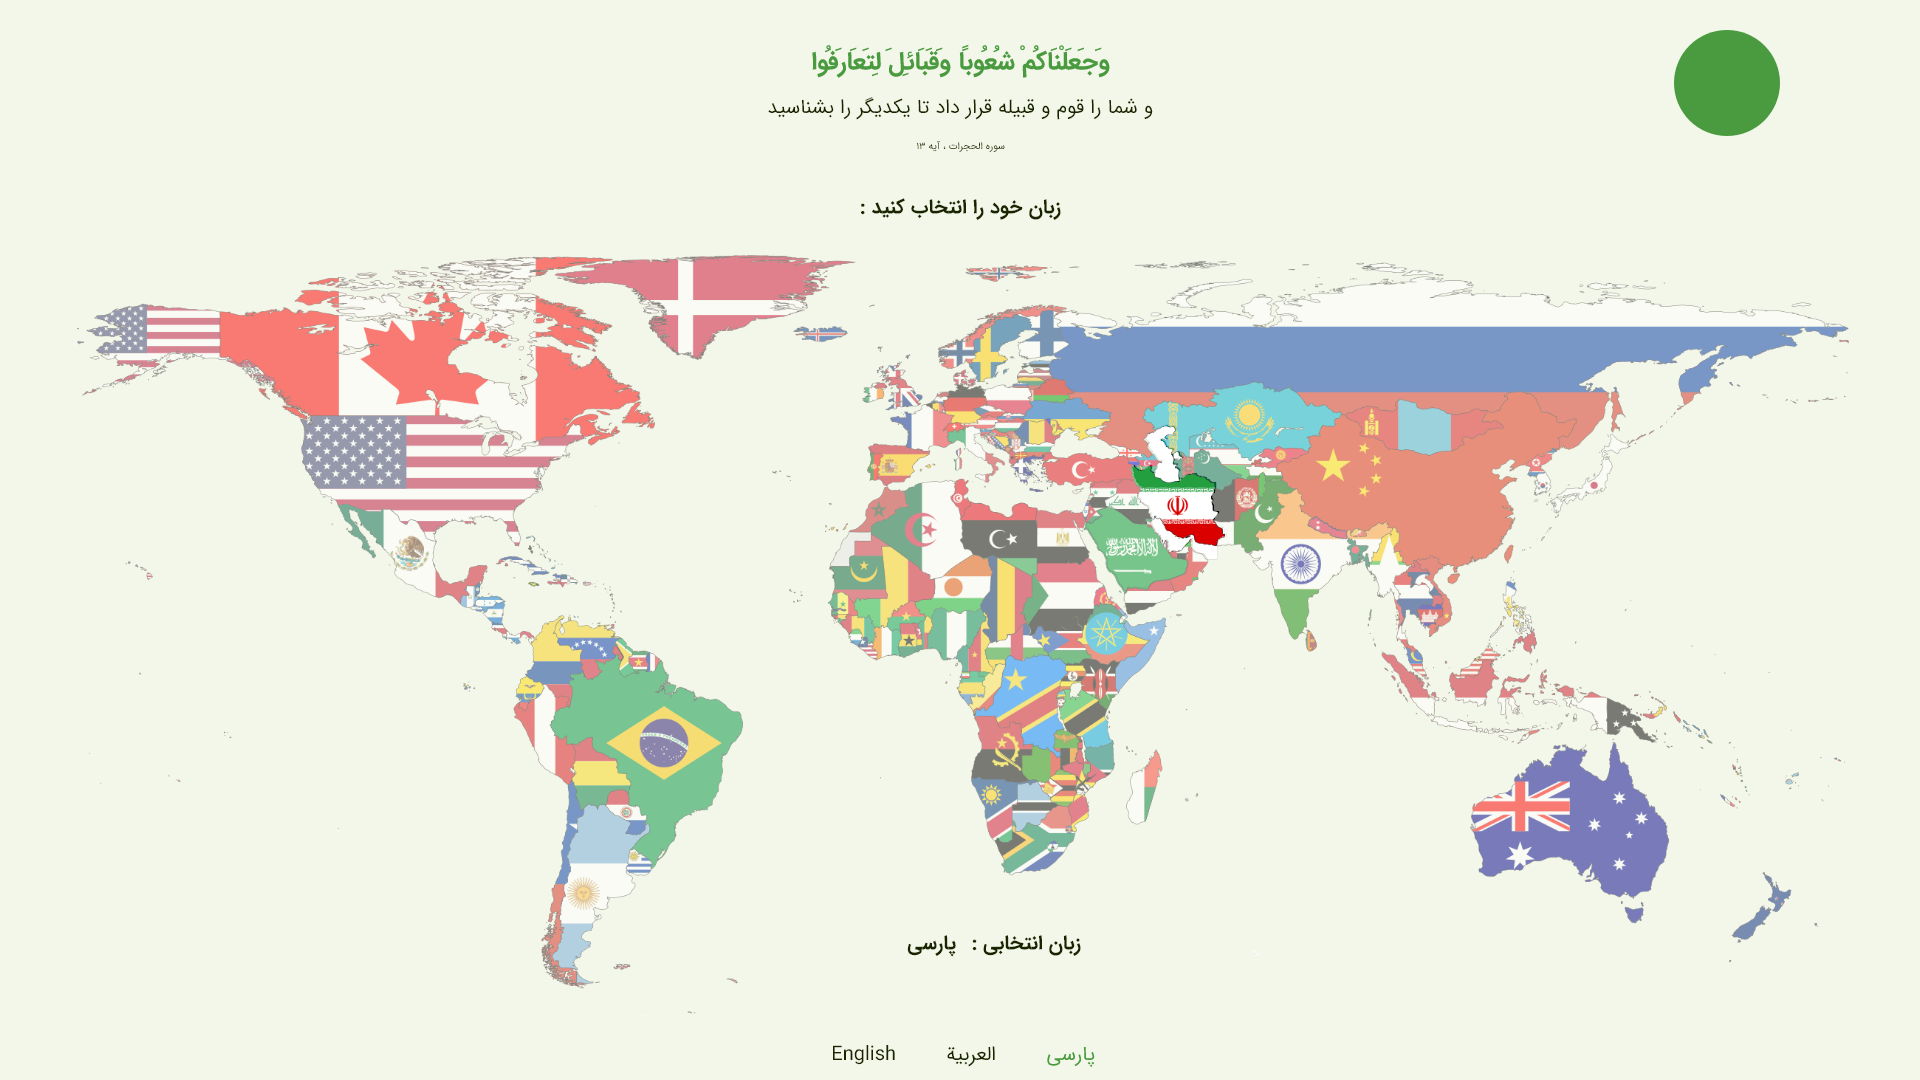 وَجَعَلْنَاكُمْ شُعُوبًا وَقَبَائِلَ لِتَعَارَفُوا
و شما را قوم و قبیله قرار داد تا یکدیگر را بشناسید
سوره الحجرات ، آیه ۱۳
زبان خود را انتخاب کنید :
زبان انتخابی : پارسی
پارسی العربیة English